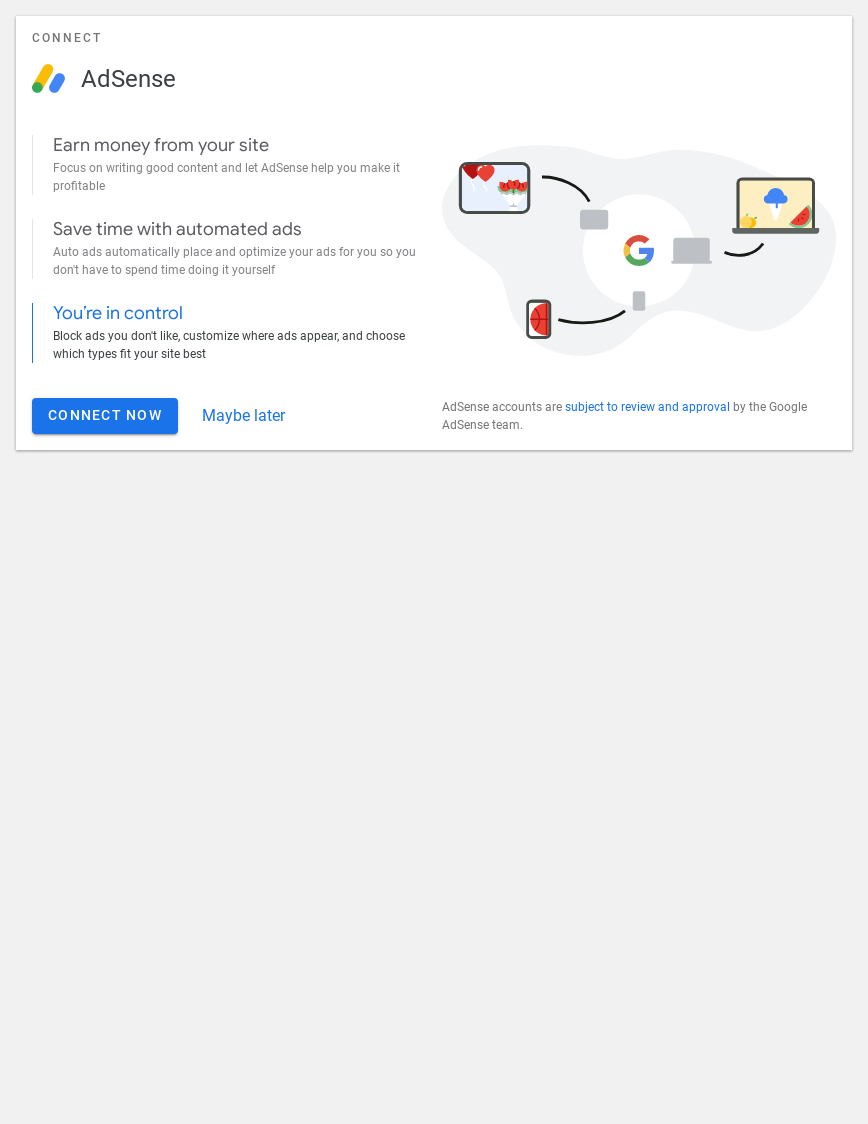 CONNECT
AdSense
Earn money from your site
Focus on writing good content and let AdSense help you make it
profitable
Save time with automated ads
Auto ads automatically place and optimize your ads for you so you
don't have to spend time doing it yourself
You’re in control
Block ads you don't like, customize where ads appear, and choose
which types fit your site best
CONNECT NOW
Maybe later
AdSense accounts are subject to review and approval by the Google
AdSense team.